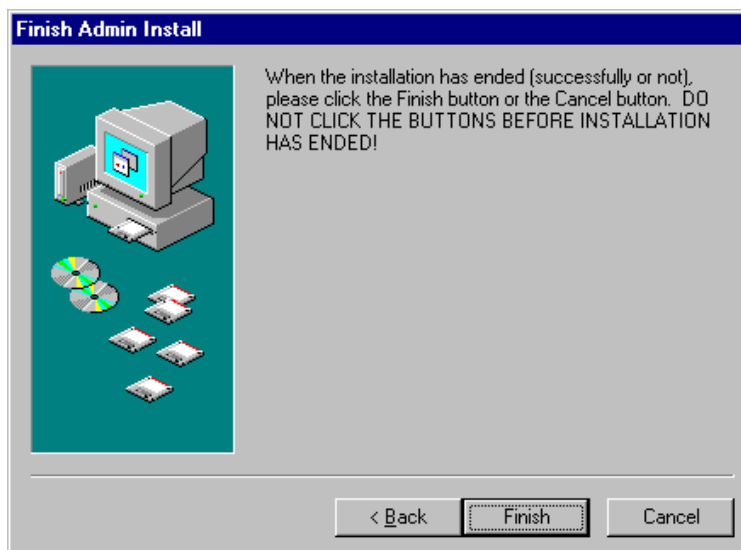 Finish Admin Install
When the installation has ended (successfully or not),
please click the Finish button or the Cancel button.  DO
NOT CLICK THE BUTTONS BEFORE INSTALLATION
HAS ENDED!
< Back
Finish
Cancel